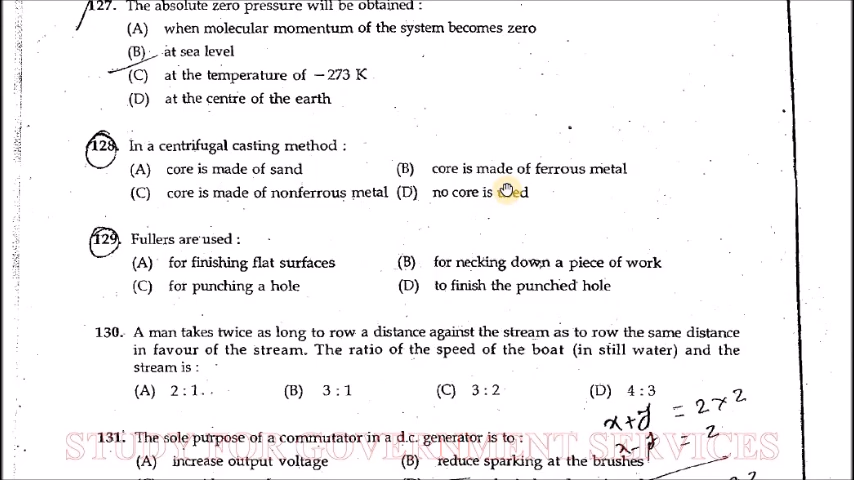 127. The absolute zero pressure will be obtained :
(A) when molecular momentum of the system becomes zero
(B) at sea level
(C) at the temperature of −273 K
(D) at the centre of the earth
128. In a centrifugal casting method :
(A) core is made of sand (B) core is made of ferrous metal
(C) core is made of nonferrous metal (D) no core is
129. Fullers are used :
(A) for finishing flat surfaces (B) for necking down a piece of work
(C) for punching a hole (D) to finish the punched hole
130. A man takes twice as long to row a distance against the stream as to row the same distance
in favour of the stream. The ratio of the speed of the boat (in still water) and the
stream is :
(A) 2 : 1 (B) 3 : 1 (C) 3 : 2 (D) 4 : 3
x+y = 2×2
x-y = 2
131. The sole purpose of a commutator in a d.c. generator is to :
STUDY FOR GOVERNMENT SERVICES
(A) increase output voltage (B) reduce sparking at the brushes